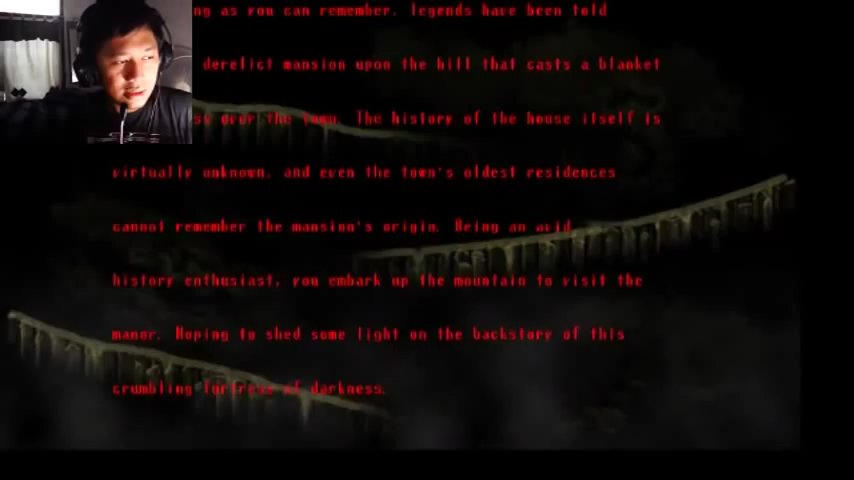 ng as you can remember, legends have been told
derelict mansion upon the hill that casts a blanket
ss over the town. The history of the house itself is
virtually unknown, and even the town's oldest residences
cannot remember the mansion's origin. Being an avid
history enthusiast, you embark up the mountain to visit the
manor. Hoping to shed some light on the backstory of this
crumbling fortress of darkness.